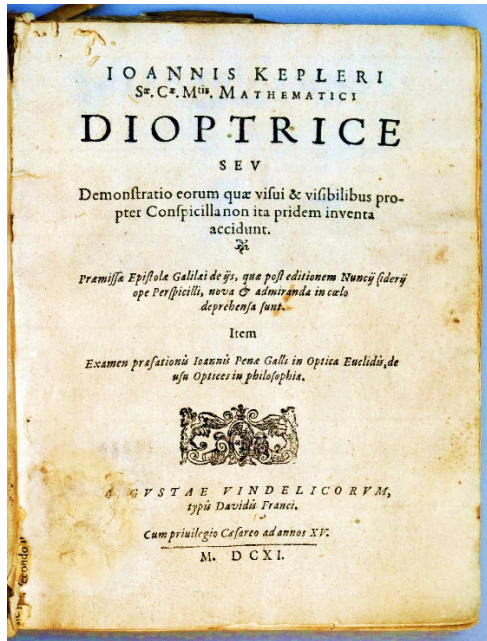 IOANNIS KEPLERI
Sæ. Cæ. Mtis. MATHEMATICI
DIOPTRICE
SEV
Demonſtratio eorum quæ viſui & viſibilibus pro-
pter Conſpicilla non ita pridem inventa
accidunt.
Præmiſſæ Epiſtolæ Galilæi de ijs, quæ poſt editionem Nuncij ſiderij
ope Perſpicilli, nova & admiranda in cœlo
deprehenſa ſunt.
Item
Examen præfationis Ioannis Penæ Galli in Optica Euclidis, de
uſu Optices in philoſophia.
AVGVSTAE VINDELICORVM,
typis Davidis Franci.
Cum priuilegio Cæſareo ad annos XV.
M. DCXI.
secondo